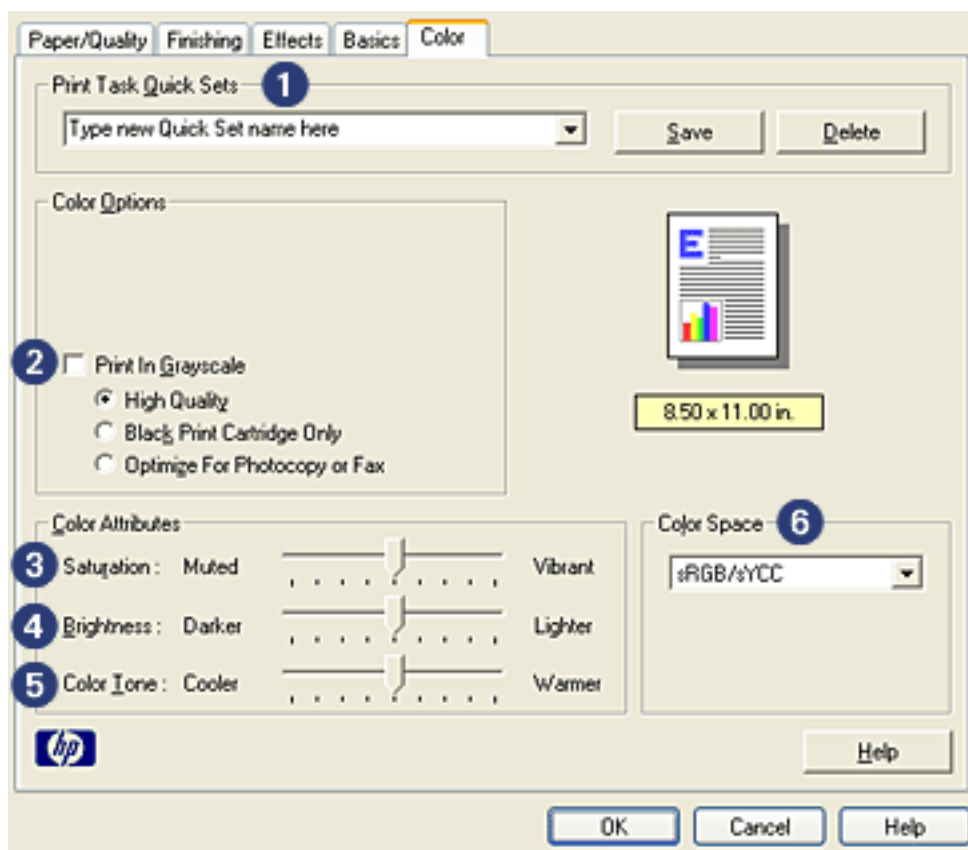 Paper/Quality Finishing Effects Basics Color
Print Task Quick Sets 1
Type new Quick Set name here Save Delete
Color Options
E
2 Print In Grayscale
High Quality
Black Print Cartridge Only
Optimize For Photocopy or Fax
8.50 x 11.00 in.
Color Attributes
3 Saturation : Muted Vibrant
4 Brightness : Darker Lighter
5 Color Tone : Cooler Warmer
Color Space 6
sRGB/sYCC
hp
Help
OK Cancel Help